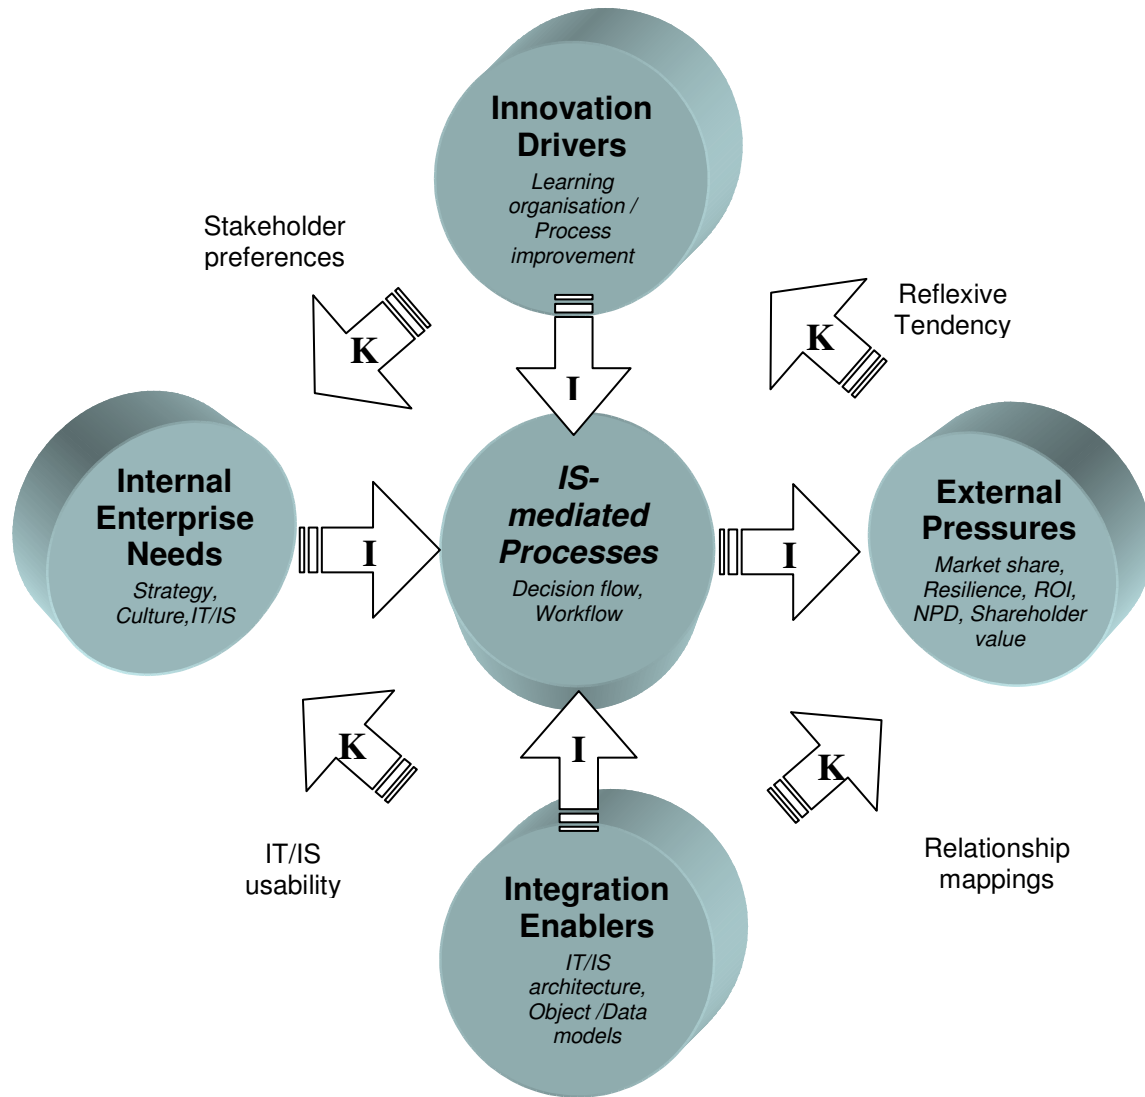 Innovation
Drivers
Learning
organisation /
Process
improvement
Stakeholder
preferences
K
I
K
Reflexive
Tendency
Internal
Enterprise
Needs
Strategy,
Culture,IT/IS
I
IS-
mediated
Processes
Decision flow,
Workflow
I
External
Pressures
Market share,
Resilience, ROI,
NPD, Shareholder
value
K
I
K
IT/IS
usability
Relationship
mappings
Integration
Enablers
IT/IS
architecture,
Object /Data
models